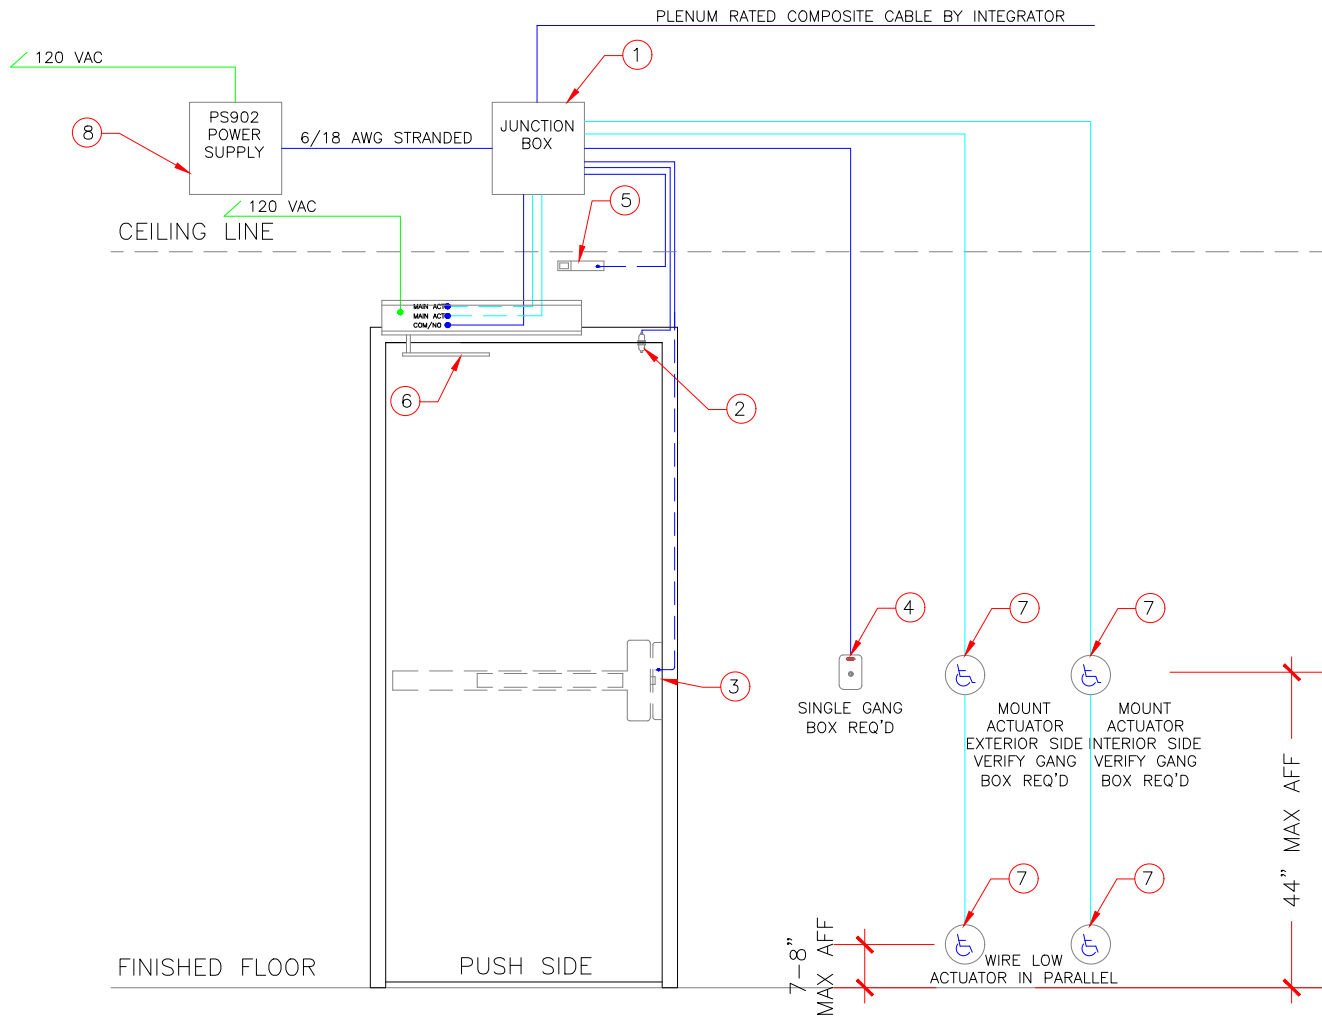 PLENUM RATED COMPOSITE CABLE BY INTEGRATOR
1
120 VAC
PS902
POWER
SUPPLY
8
6/18 AWG STRANDED
JUNCTION
BOX
120 VAC
5
CEILING LINE
MAIN ACT
MAIN ACT
COM/NO
6
2
4
7
7
3
SINGLE GANG
BOX REQ'D
MOUNT
ACTUATOR
EXTERIOR SIDE
VERIFY GANG
BOX REQ'D
MOUNT
ACTUATOR
INTERIOR SIDE
VERIFY GANG
BOX REQ'D
44" MAX AFF
7
7
7-8"
MAX AFF
WIRE LOW
ACTUATOR IN PARALLEL
FINISHED FLOOR
PUSH SIDE